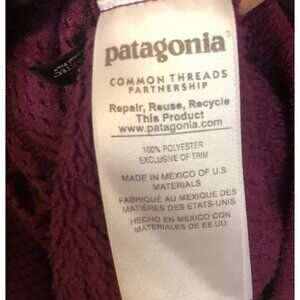 patagonia®
COMMON THREADS
PARTNERSHIP
Repair, Reuse, Recycle
This Product
www.patagonia.com
100% POLYESTER
EXCLUSIVE OF TRIM
MADE IN MEXICO OF U.S.
MATERIALS
FABRIQUÉ AU MEXIQUE DES
MATIÈRES DES ÉTATS-UNIS
HECHO EN MEXICO CON
MATERIALES DE EE.UU.